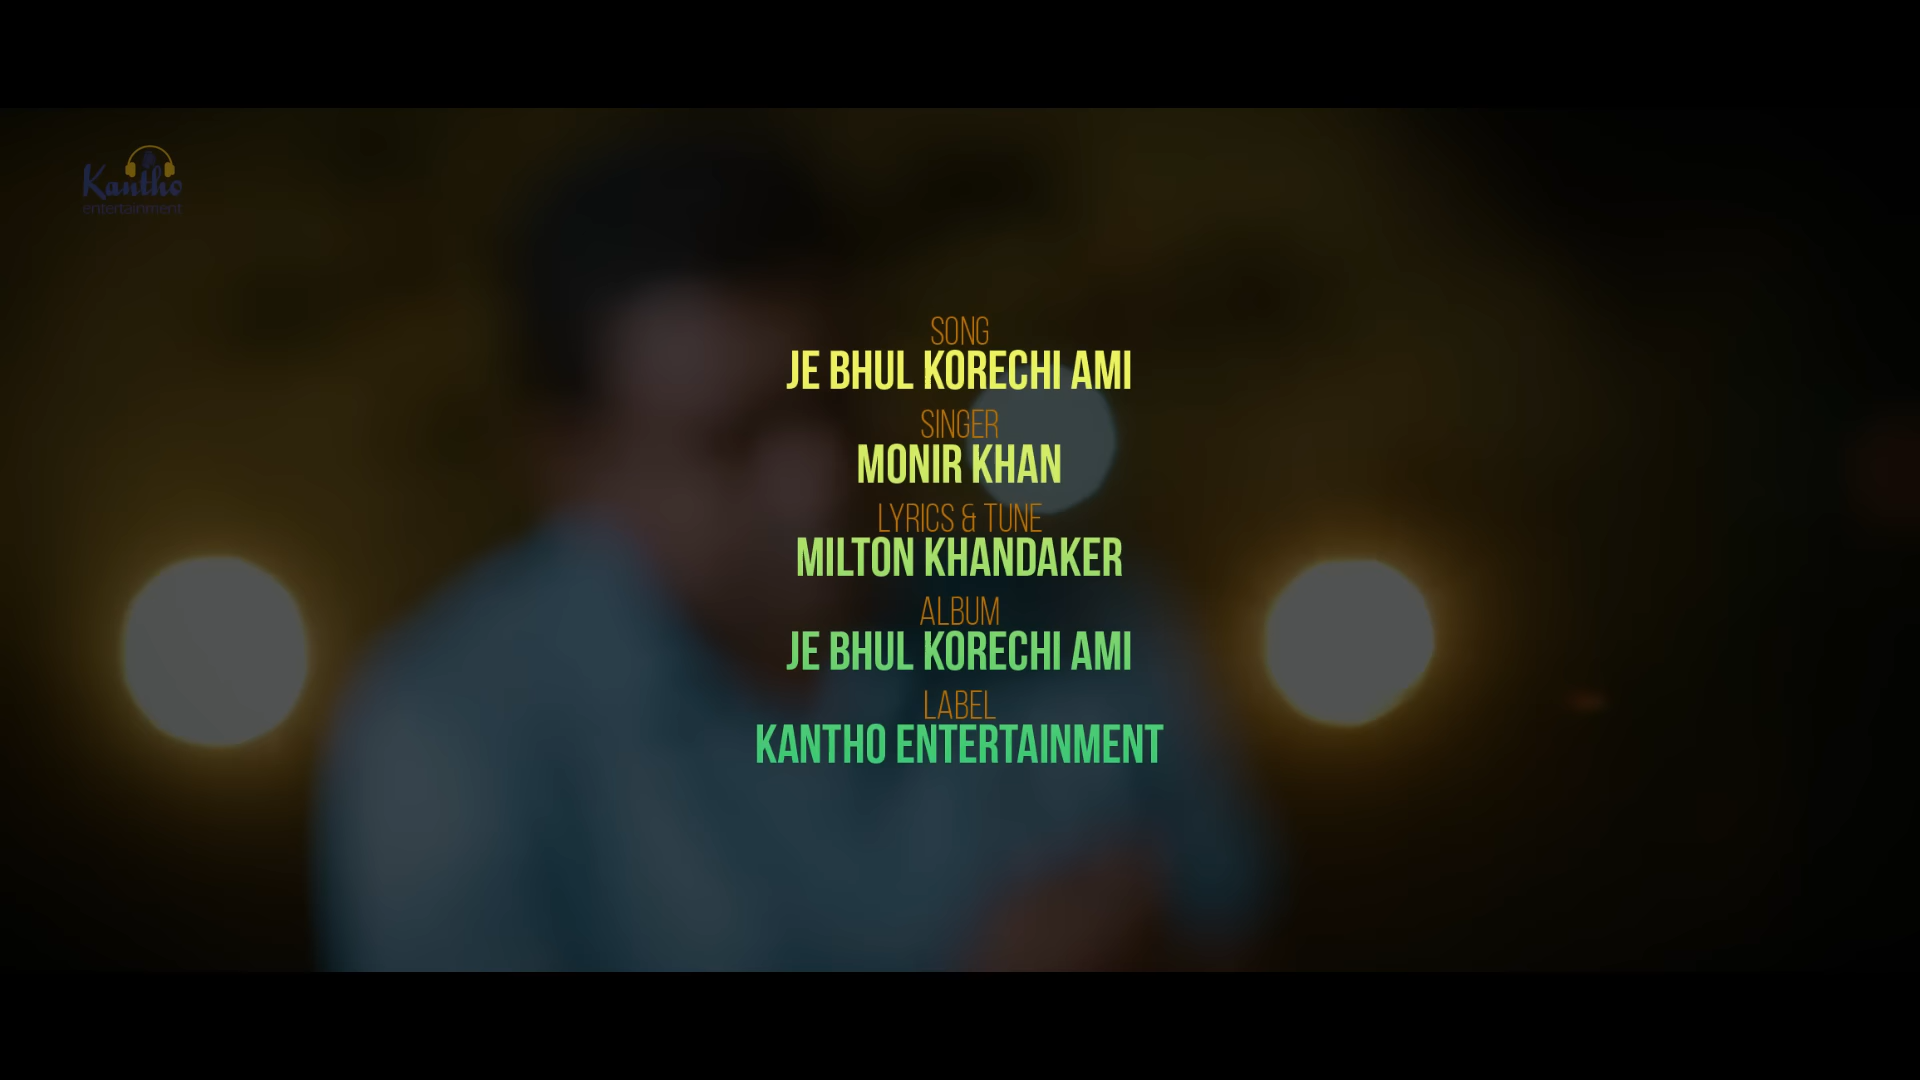 Kantho
entertainment
SONG
JE BHUL KORECHI AMI
SINGER
MONIR KHAN
LYRICS & TUNE
MILTON KHANDAKER
ALBUM
JE BHUL KORECHI AMI
LABEL
KANTHO ENTERTAINMENT